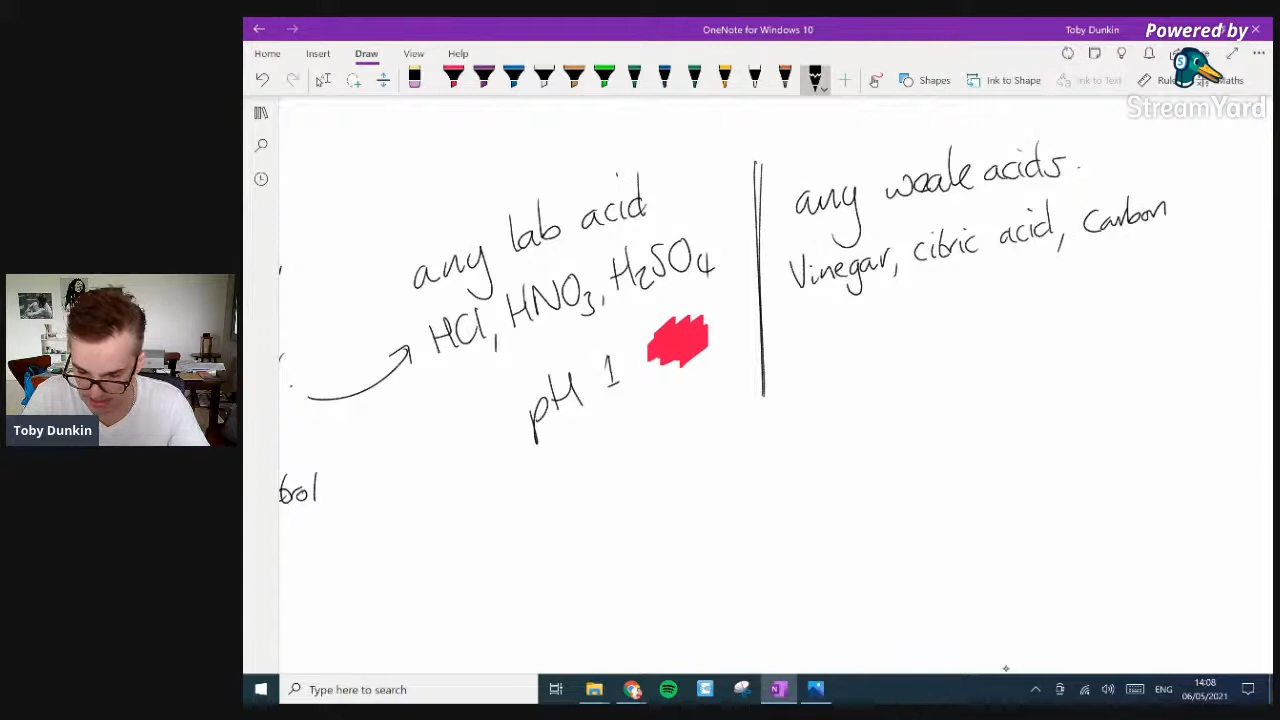 OneNote for Windows 10
Toby Dunkin
Powered by
StreamYard
Home Insert Draw View Help
Shapes
Ink to Shape
Ink to Text
Maths
any lab acid
HCl, HNO3, H2SO4
pH 1
any weak acids.
Vinegar, citric acid, carbon
trol
Toby Dunkin
Type here to search
ENG
14:08
06/05/2021